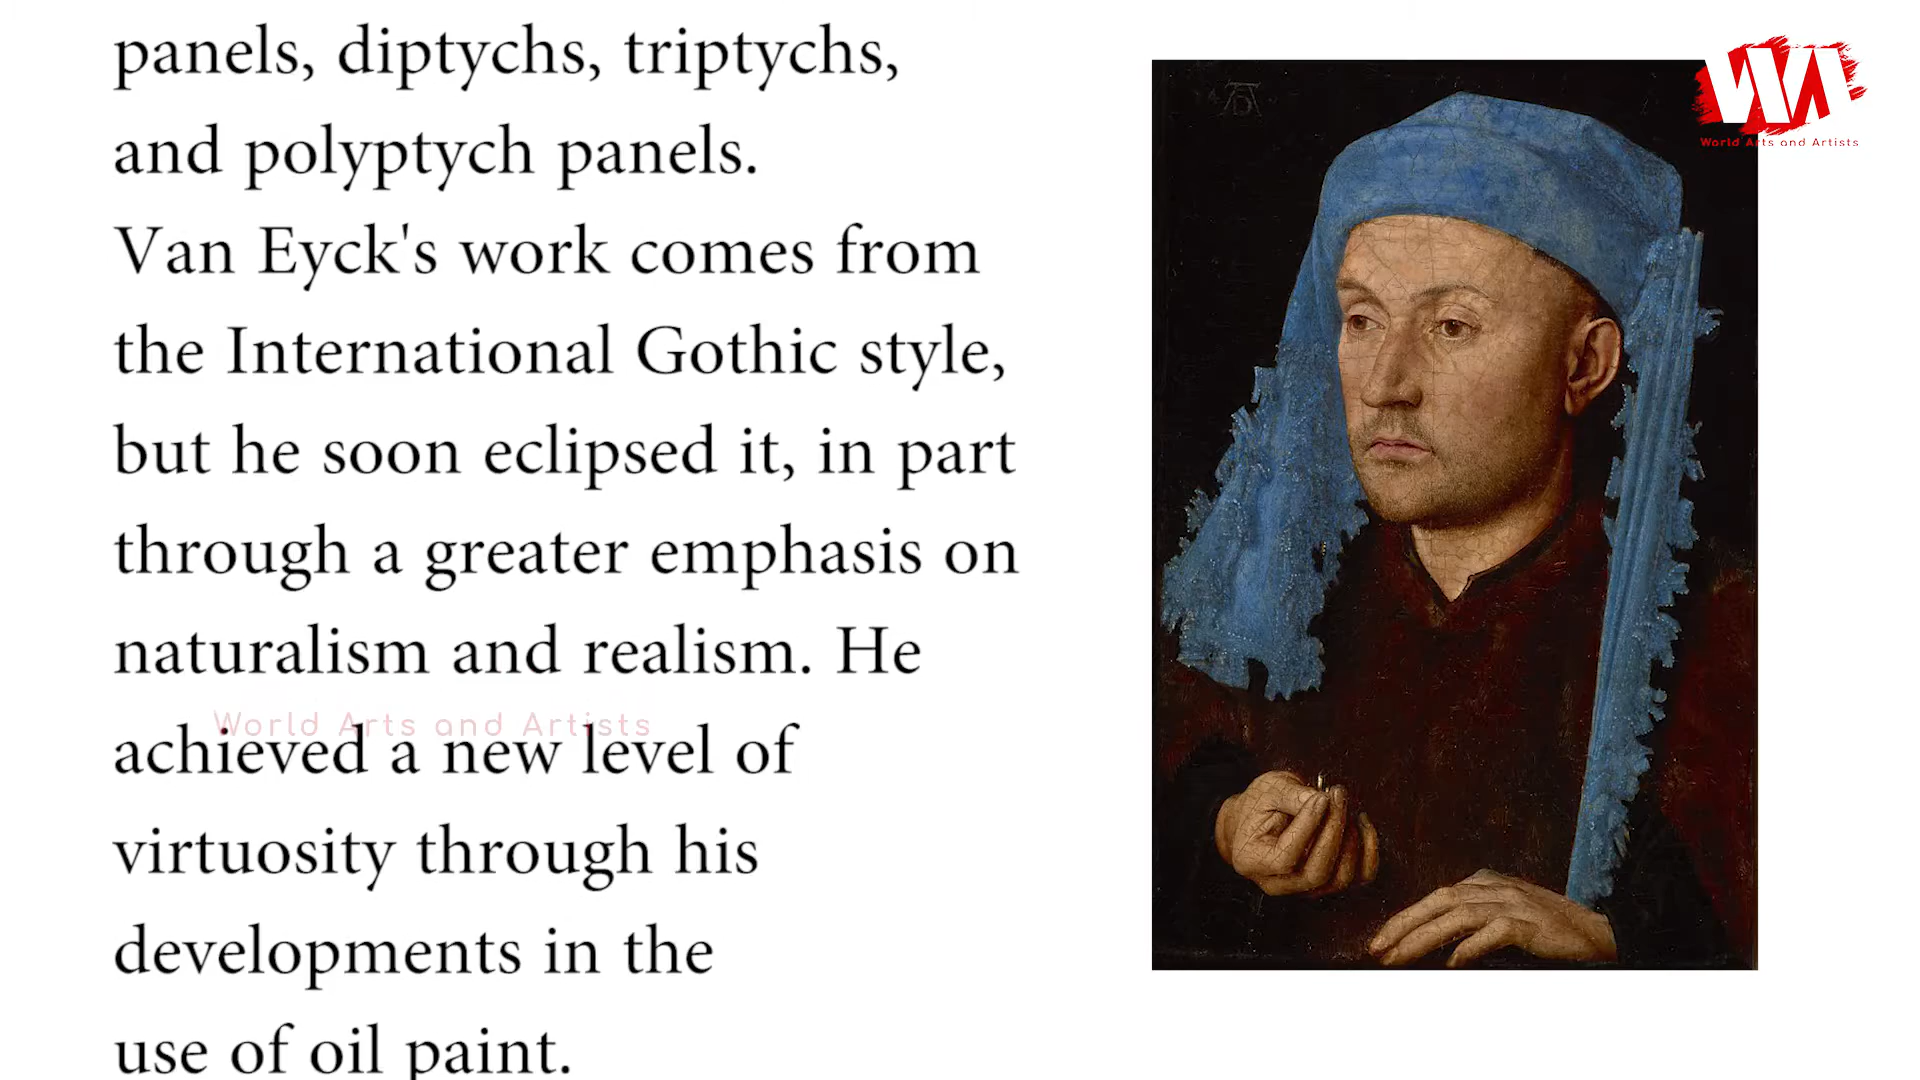 panels, diptychs, triptychs,
and polyptych panels.
Van Eyck's work comes from
the International Gothic style,
but he soon eclipsed it, in part
through a greater emphasis on
naturalism and realism. He
World Arts and Artists
achieved a new level of
virtuosity through his
developments in the
use of oil paint.
WA
World Arts and Artists
AD